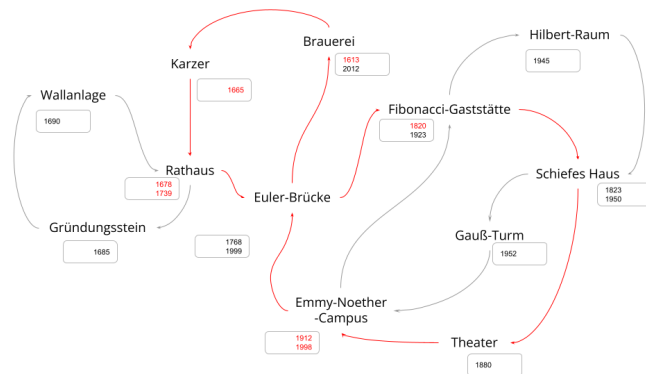 Hilbert-Raum
1945
Brauerei
1613
2012
Karzer
1665
Wallanlage
1690
Fibonacci-Gaststätte
1820
1923
Rathaus
1678
1739
Schiefes Haus
1823
1950
Euler-Brücke
1768
1999
Gründungsstein
1685
Gauß-Turm
1952
Emmy-Noether
-Campus
1912
1998
Theater
1880